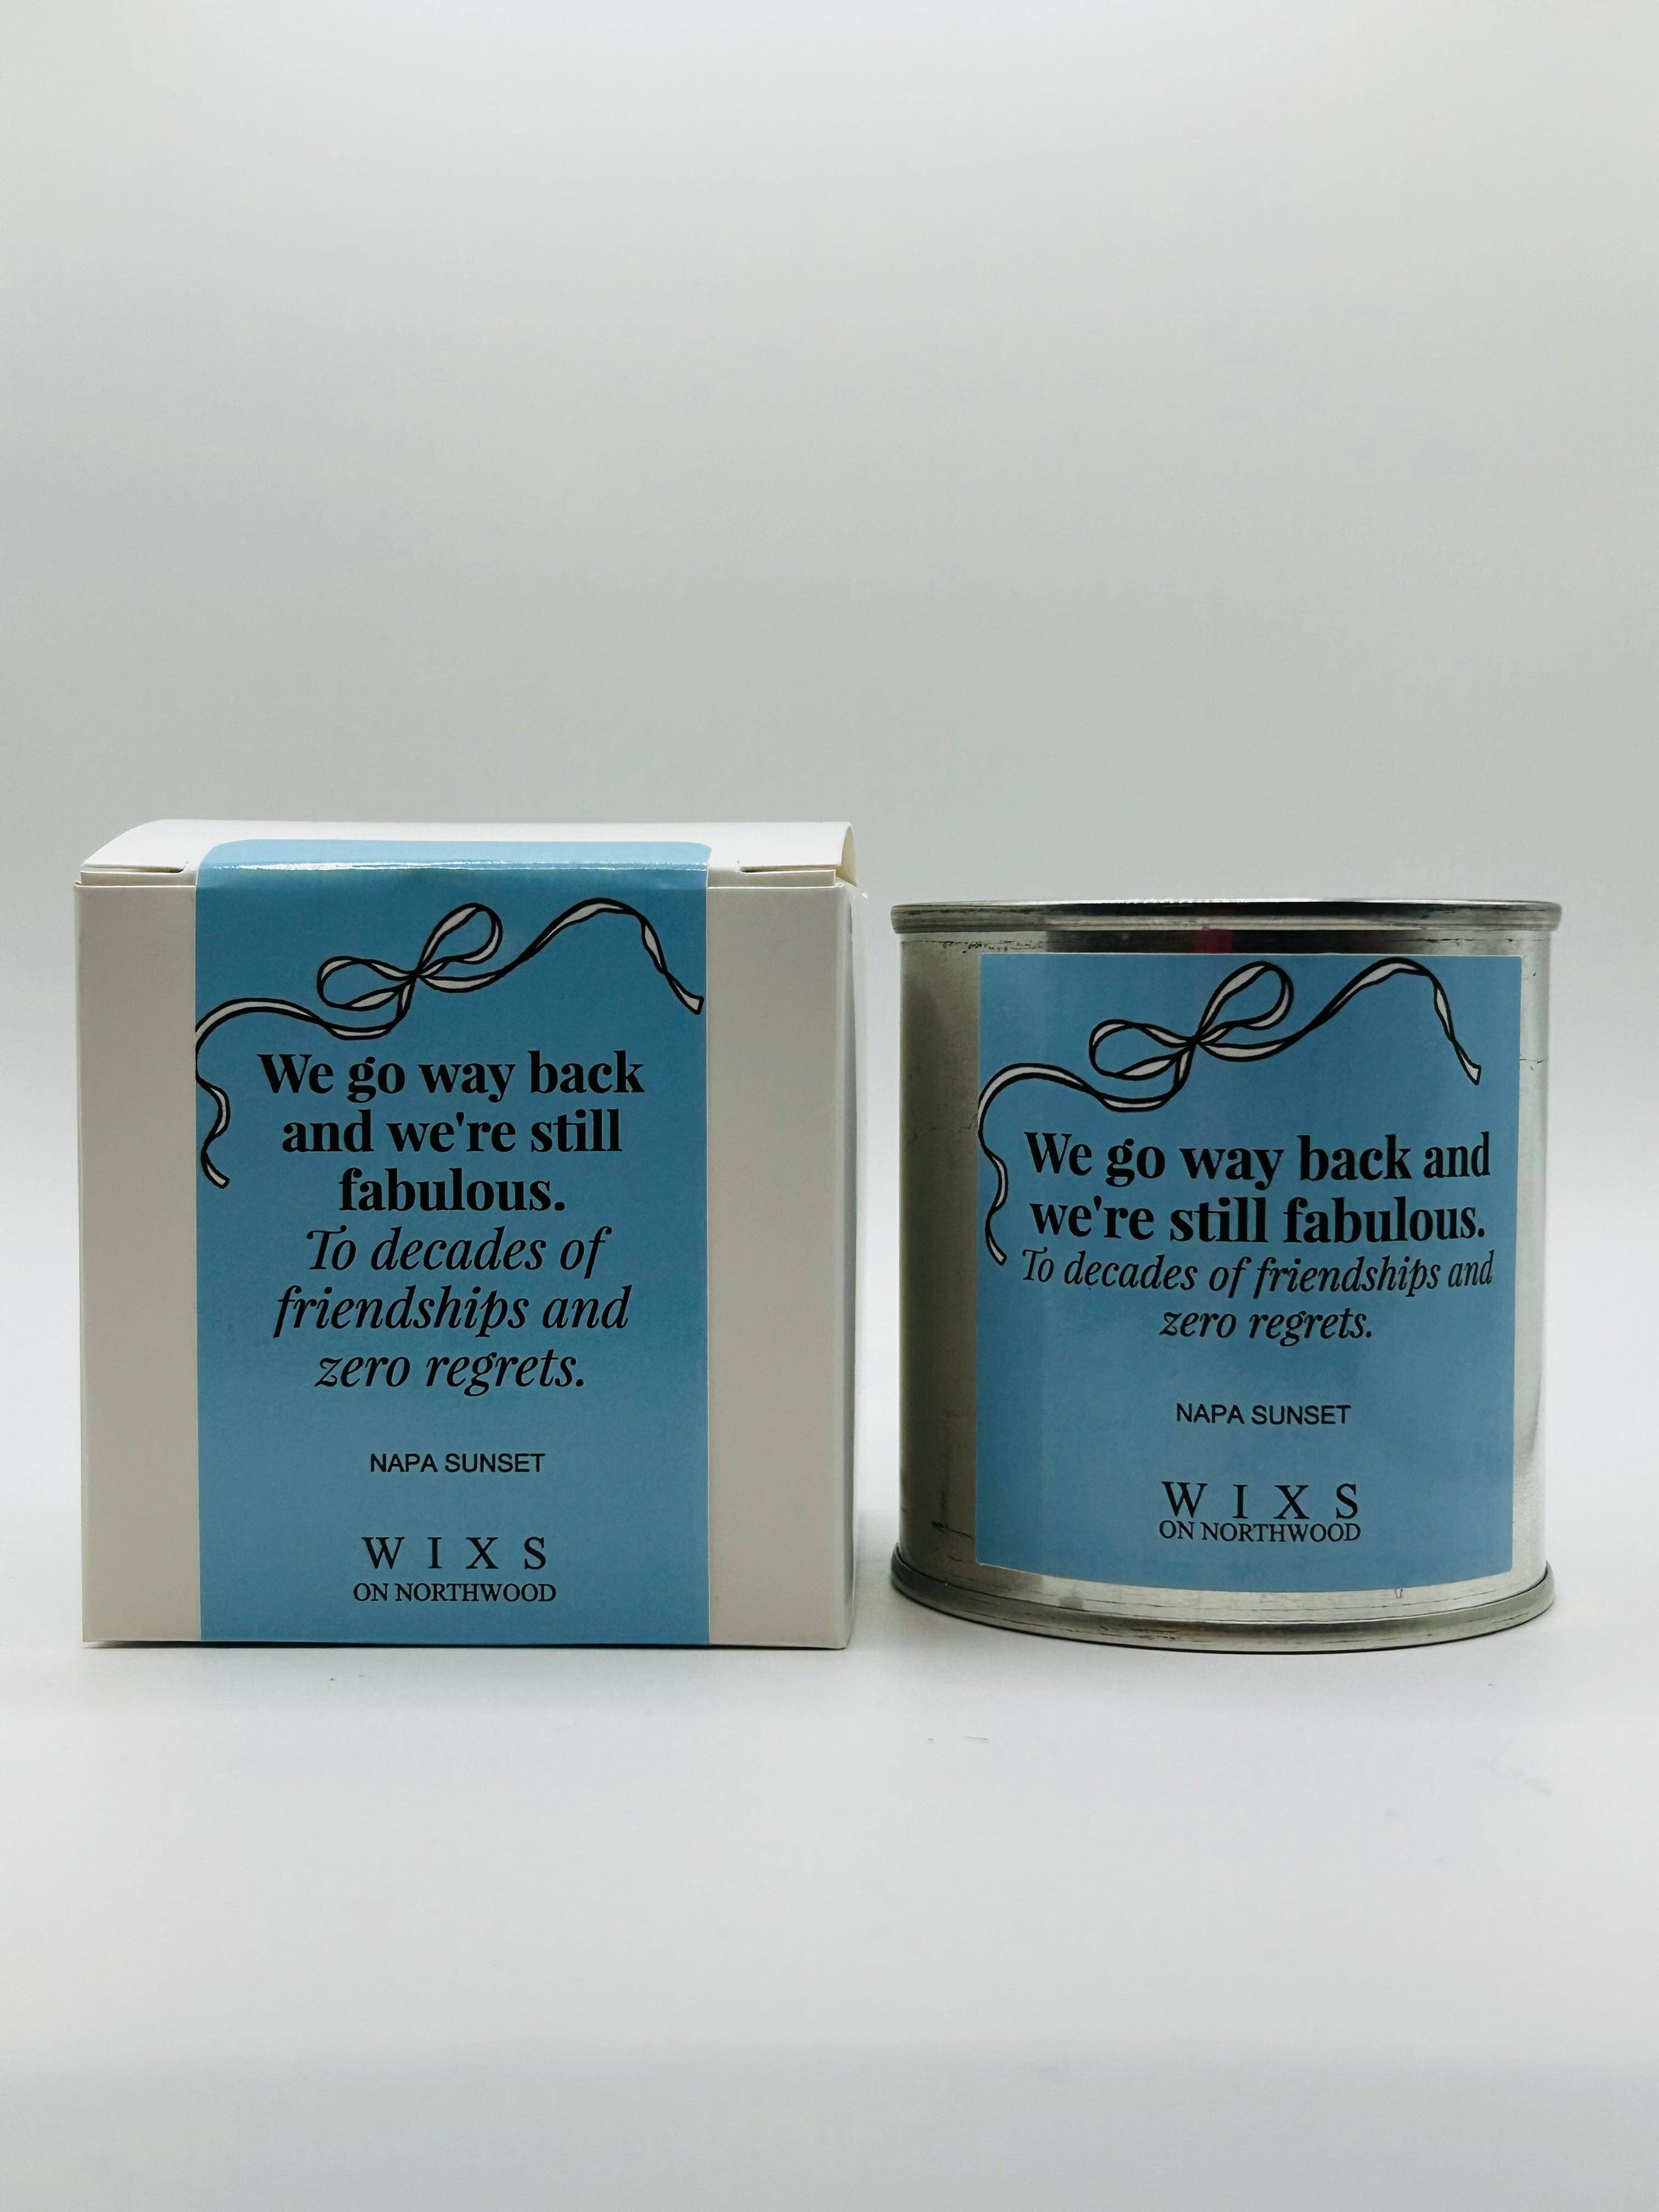 We go way back
and we're still
fabulous.
To decades of
friendships and
zero regrets.
NAPA SUNSET
WIXS
ON NORTHWOOD
We go way back and
we're still fabulous.
To decades of friendships and
zero regrets.
NAPA SUNSET
WIXS
ON NORTHWOOD